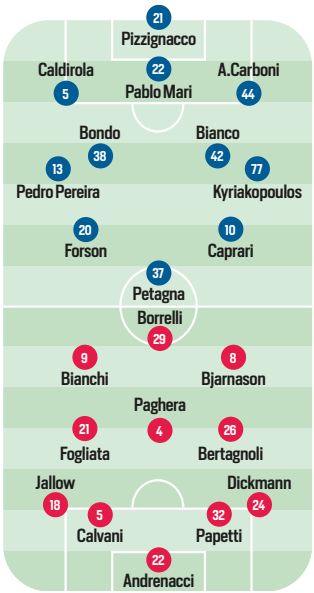 21
Pizzignacco
Caldirola
22
A.Carboni
5
Pablo Mari
44
Bondo
Bianco
38
42
13
77
Pedro Pereira
Kyriakopoulos
20
10
Forson
Caprari
37
Petagna
Borrelli
29
9
8
Bianchi
Bjarnason
Paghera
21
4
26
Fogliata
Bertagnoli
Jallow
Dickmann
18
5
32
24
Calvani
Papetti
22
Andrenacci